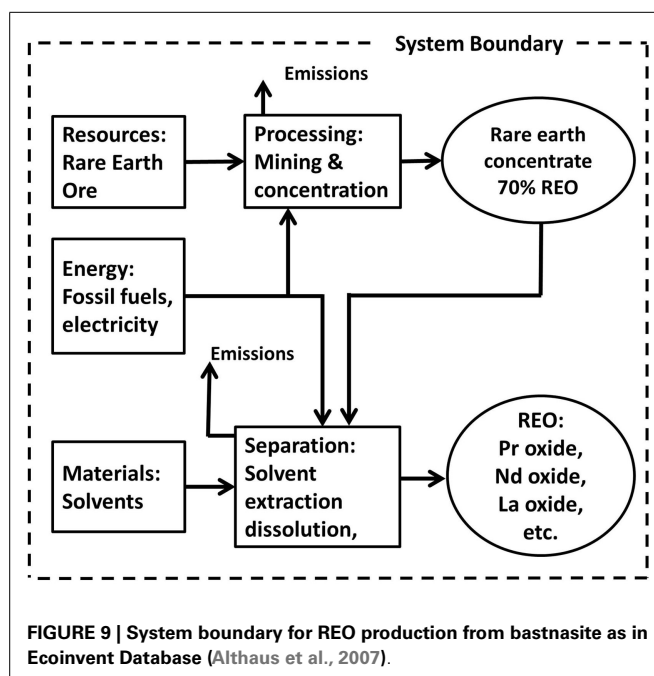 System Boundary
Emissions
Resources:
Rare Earth
Ore
Processing:
Mining &
concentration
Rare earth
concentrate
70% REO
Energy:
Fossil fuels,
electricity
Emissions
Materials:
Solvents
Separation:
Solvent
extraction
dissolution,
REO:
Pr oxide,
Nd oxide,
La oxide,
etc.
FIGURE 9 | System boundary for REO production from bastnasite as in
Ecoinvent Database (Althaus et al., 2007).